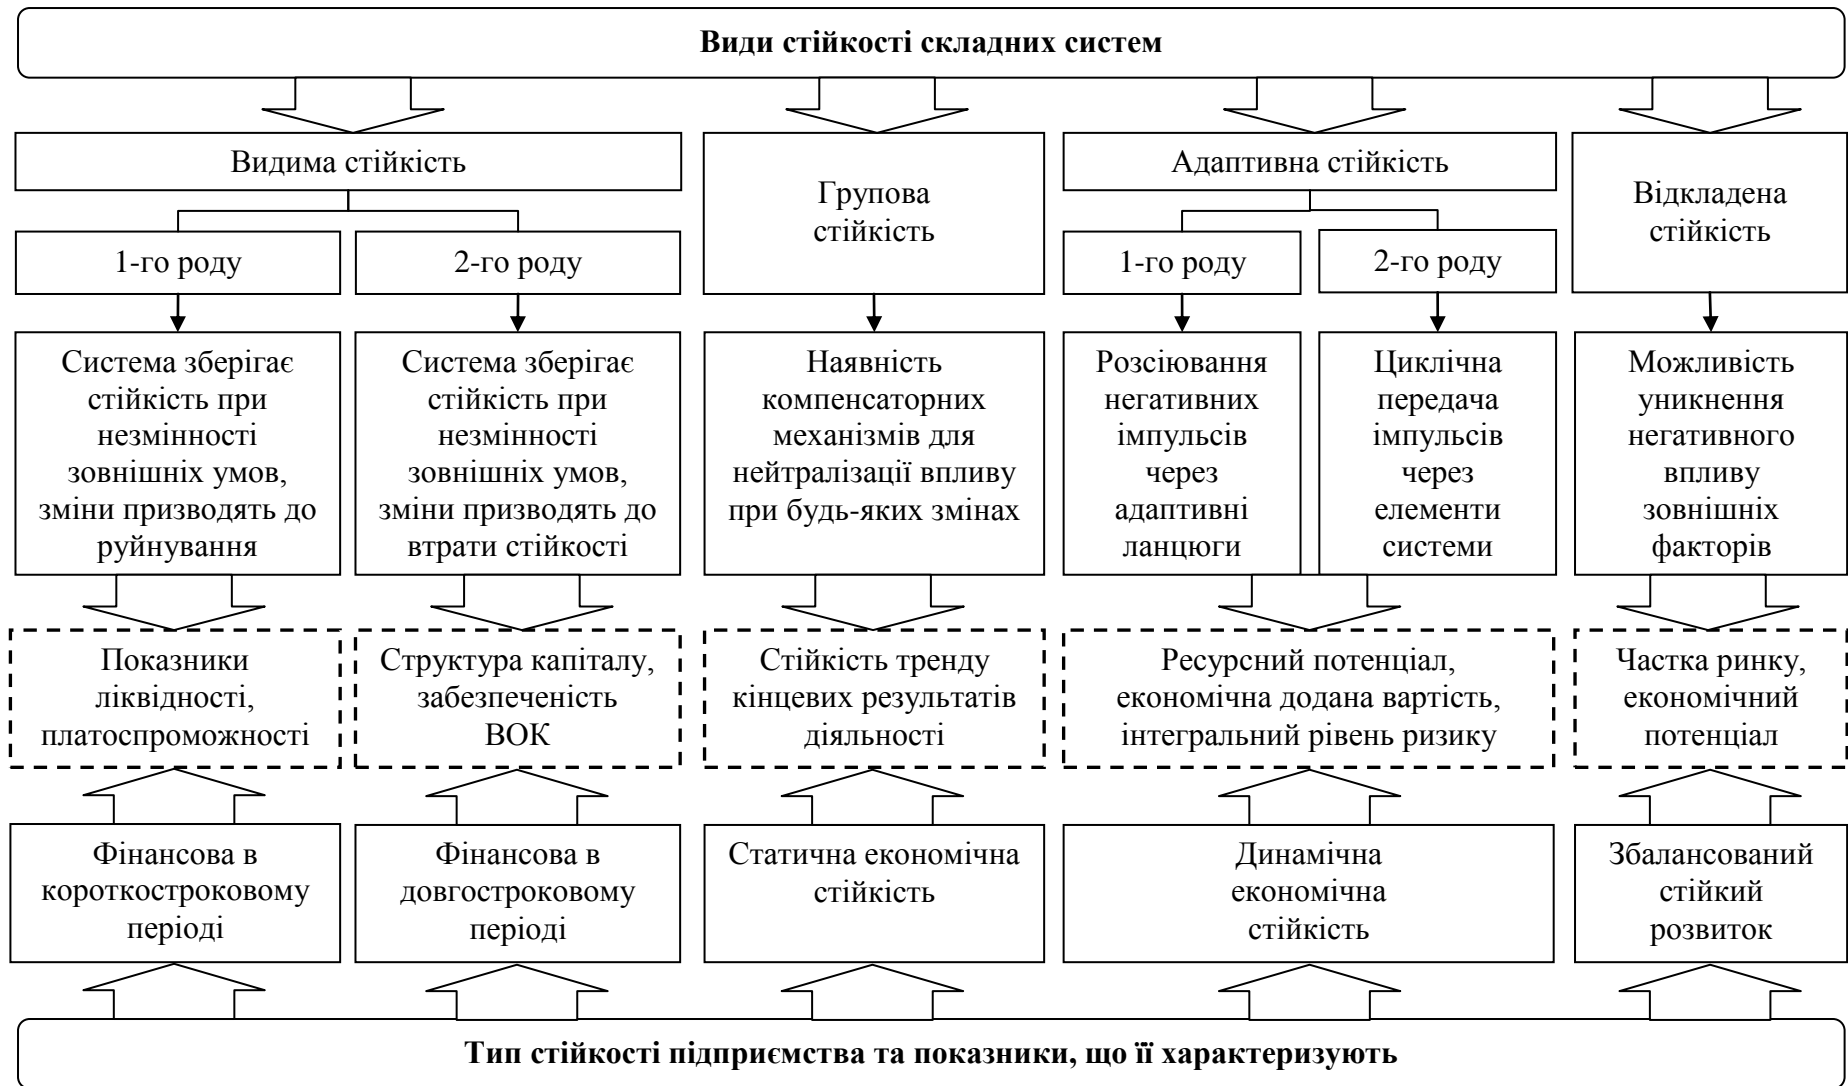 Види стійкості складних систем
Видима стійкість
Групова
стійкість
Адаптивна стійкість
Відкладена
стійкість
1-го роду
2-го роду
1-го роду
2-го роду
Система зберігає
стійкість при
незмінності
зовнішніх умов,
зміни призводять до
руйнування
Система зберігає
стійкість при
незмінності
зовнішніх умов,
зміни призводять до
втрати стійкості
Наявність
компенсаторних
механізмів для
нейтралізації впливу
при будь-яких змінах
Розсіювання
негативних
імпульсів
через
адаптивні
ланцюги
Циклічна
передача
імпульсів
через
елементи
системи
Можливість
уникнення
негативного
впливу
зовнішніх
факторів
Показники
ліквідності,
платоспроможності
Структура капіталу,
забезпеченість
ВОК
Стійкість тренду
кінцевих результатів
діяльності
Ресурсний потенціал,
економічна додана вартість,
інтегральний рівень ризику
Частка ринку,
економічний
потенціал
Фінансова в
короткостроковому
періоді
Фінансова в
довгостроковому
періоді
Статична економічна
стійкість
Динамічна
економічна
стійкість
Збалансований
стійкий
розвиток
Тип стійкості підприємства та показники, що її характеризують